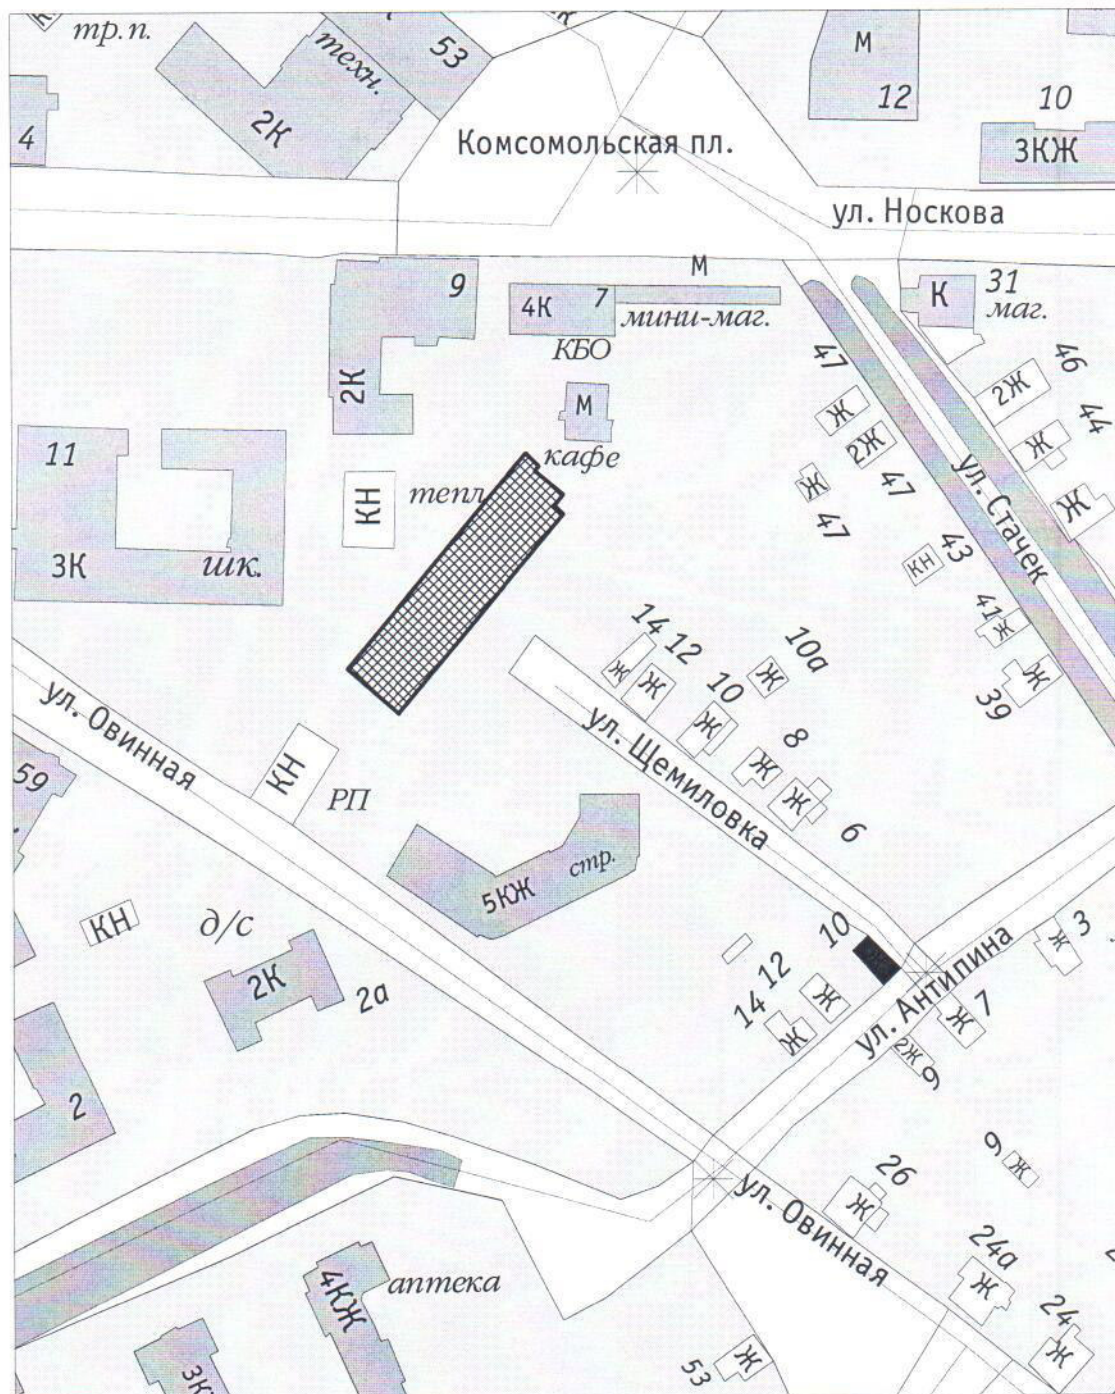 тр.п.
техн.
53
4
2К
М
12
10
3КЖ
Комсомольская пл.
ул. Носкова
9
2К
4К
7
М
мини-маг.
КБО
К
31
маг.
М
кафе
47
Ж
2Ж
47
Ж
47
46
2Ж
44
Ж
Ж
ул. Стачек
11
3К
шк.
КН
тепл
43
КН
41
Ж
39
Ж
14
12
Ж
Ж
10
Ж
10а
Ж
8
Ж
6
Ж
ул. Щемиловка
ул. Овинная
КН
РП
59
5КЖ
стр.
КН
д/с
2К
2а
2
10
12
Ж
14
Ж
ул. Антипина
3
Ж
7
Ж
2Ж
9
9
Ж
26
Ж
ул. Овинная
24а
Ж
24
Ж
4КЖ
аптека
53
Ж